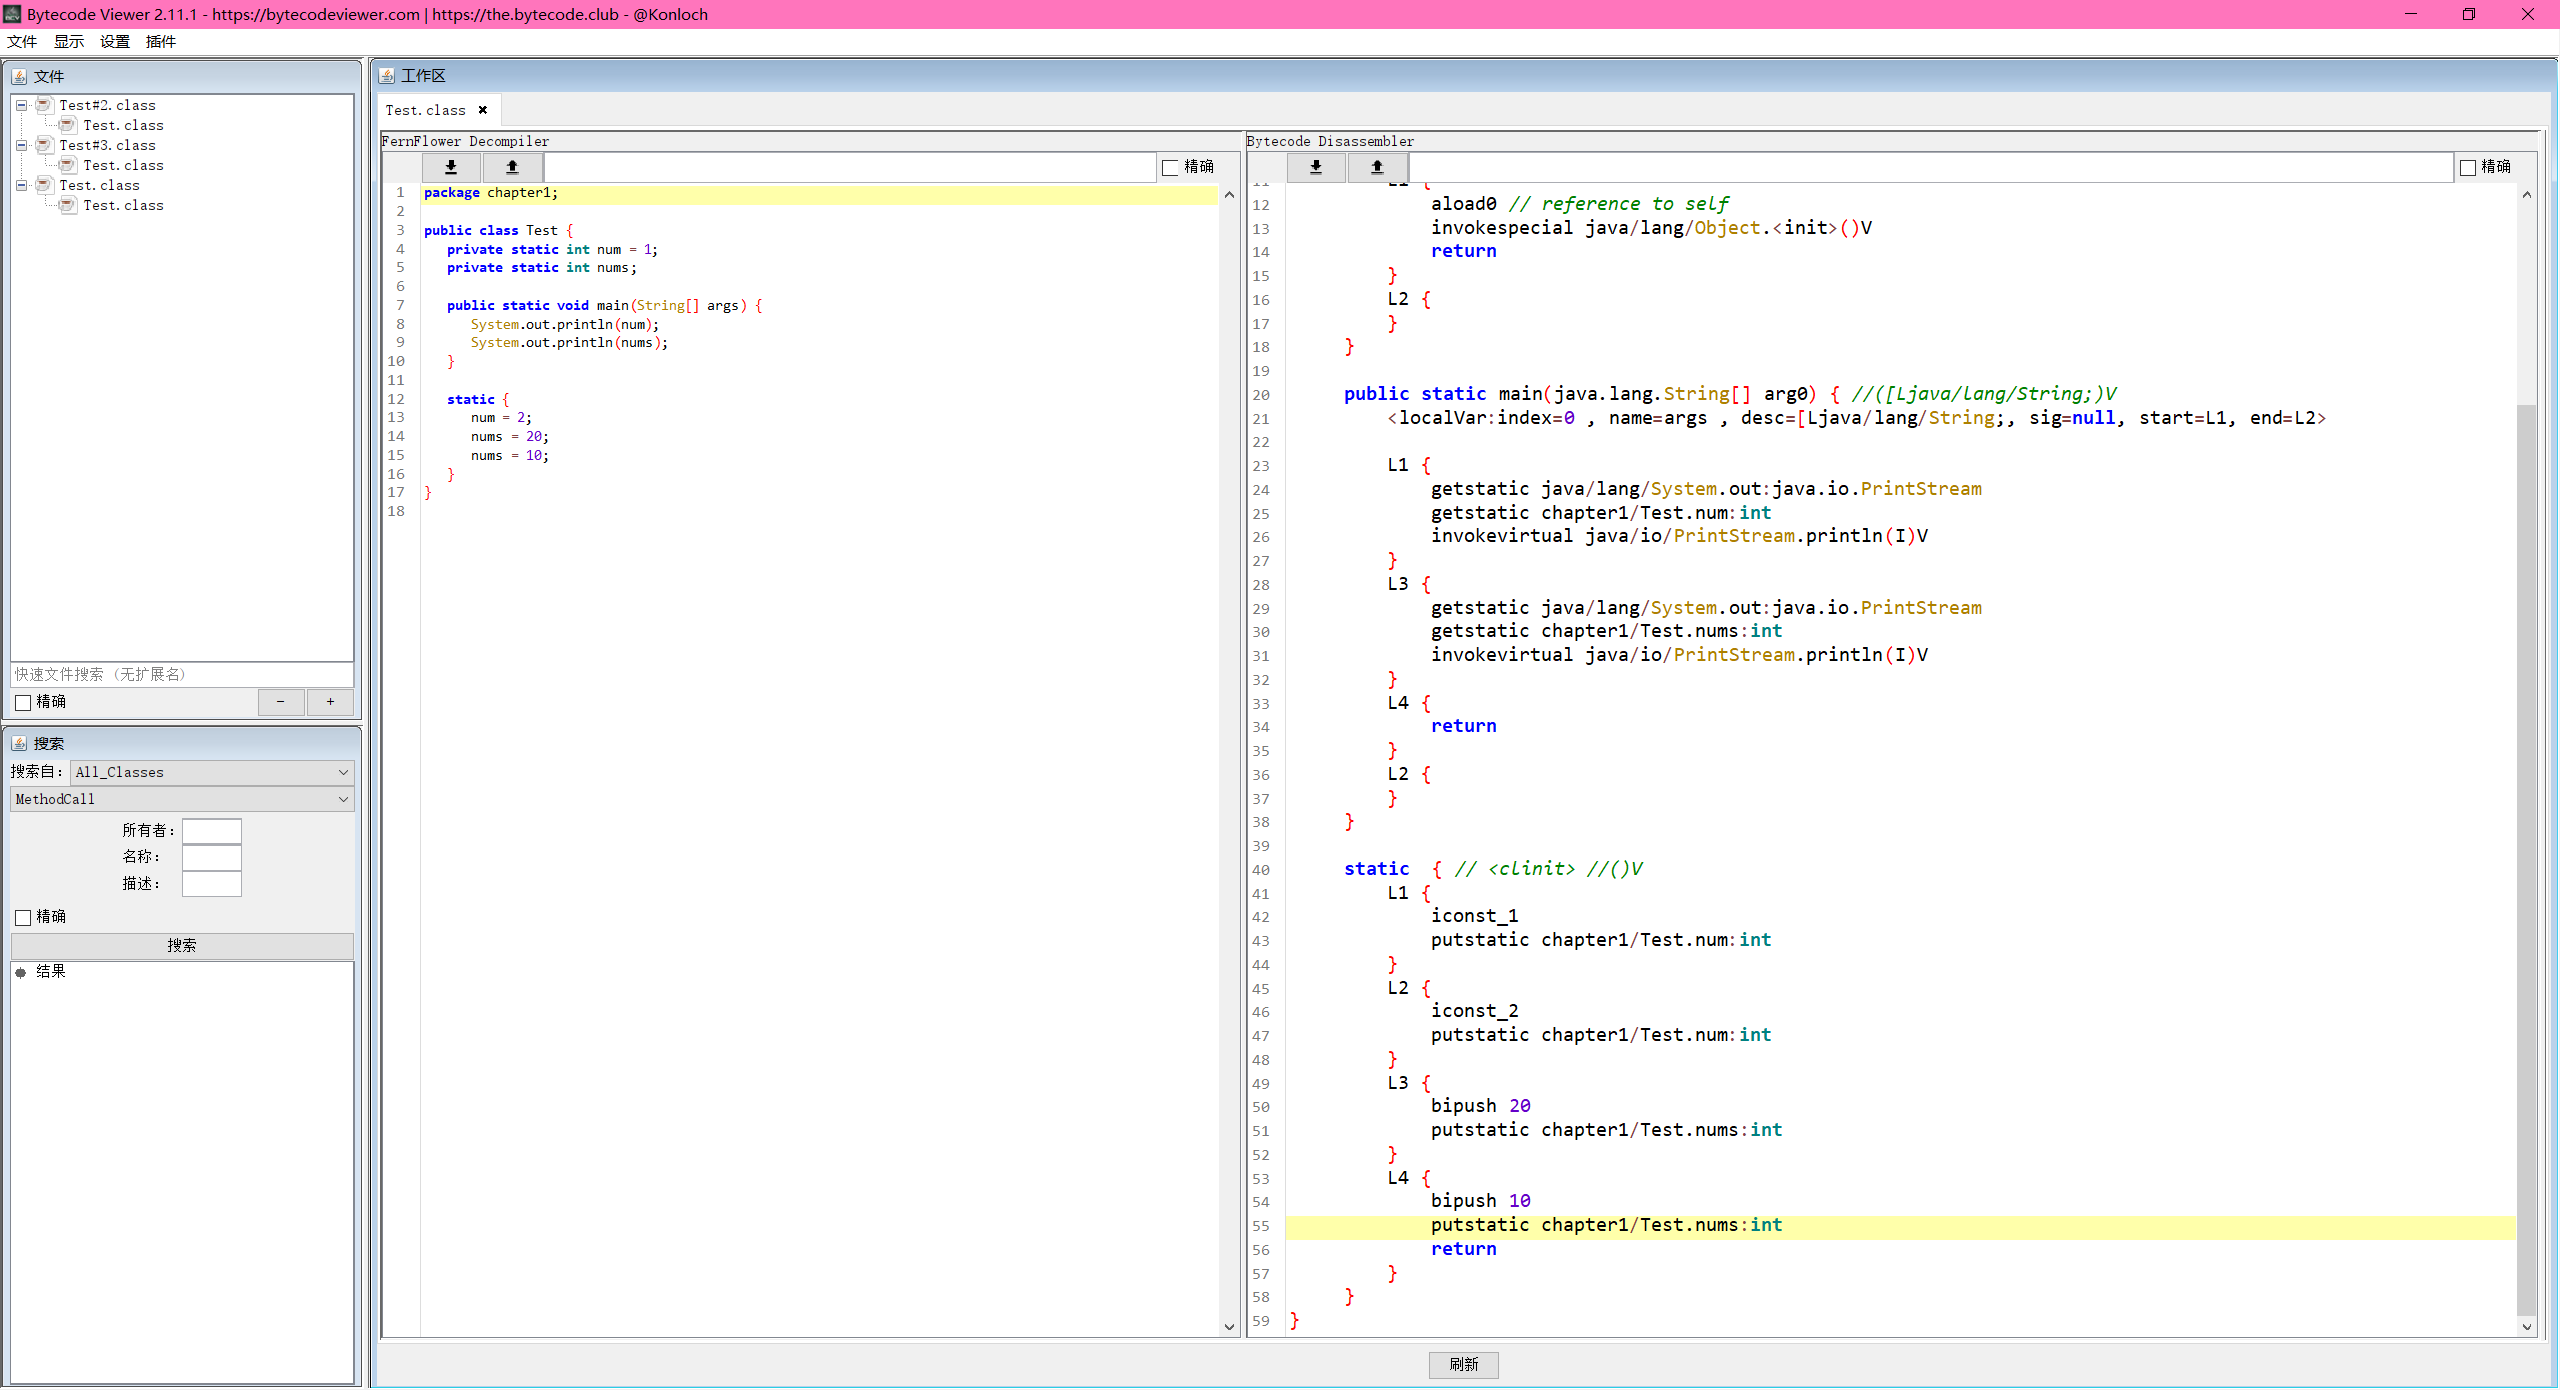 Bytecode Viewer 2.11.1 - https://bytecodeviewer.com | https://the.bytecode.club - @Konloch
文件 显示 设置 插件
文件
Test#2.class
Test.class
Test#3.class
Test.class
Test.class
Test.class
快速文件搜索 (无扩展名)
精确 - +
搜索
搜索自: All_Classes
MethodCall
所有者:
名称:
描述:
精确
搜索
结果
工作区
Test.class
FernFlower Decompiler
精确
1 package chapter1;
2
3 public class Test {
4 private static int num = 1;
5 private static int nums;
6
7 public static void main(String[] args) {
8 System.out.println(num);
9 System.out.println(nums);
10 }
11
12 static {
13 num = 2;
14 nums = 20;
15 nums = 10;
16 }
17 }
18
Bytecode Disassembler
精确
11 L1 {
12 aload0 // reference to self
13 invokespecial java/lang/Object.<init>()V
14 return
15 }
16 L2 {
17 }
18 }
19
20 public static main(java.lang.String[] arg0) { //([Ljava/lang/String;)V
21 <localVar:index=0 , name=args , desc=[Ljava/lang/String;, sig=null, start=L1, end=L2>
22
23 L1 {
24 getstatic java/lang/System.out:java.io.PrintStream
25 getstatic chapter1/Test.num:int
26 invokevirtual java/io/PrintStream.println(I)V
27 }
28 L3 {
29 getstatic java/lang/System.out:java.io.PrintStream
30 getstatic chapter1/Test.nums:int
31 invokevirtual java/io/PrintStream.println(I)V
32 }
33 L4 {
34 return
35 }
36 L2 {
37 }
38 }
39
40 static { // <clinit> //()V
41 L1 {
42 iconst_1
43 putstatic chapter1/Test.num:int
44 }
45 L2 {
46 iconst_2
47 putstatic chapter1/Test.num:int
48 }
49 L3 {
50 bipush 20
51 putstatic chapter1/Test.nums:int
52 }
53 L4 {
54 bipush 10
55 putstatic chapter1/Test.nums:int
56 return
57 }
58 }
59 }
刷新